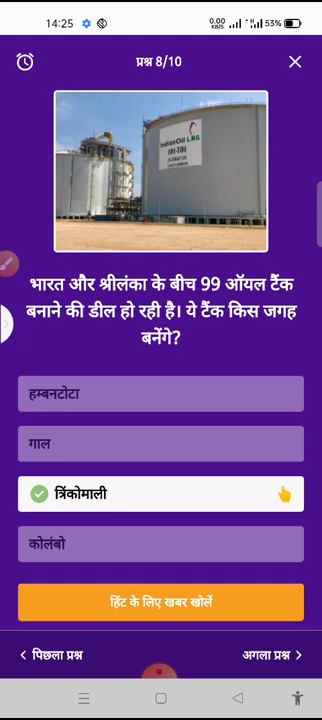 14:25
0.00
KB/S
53%
प्रश्न 8/10
IndianOil LNG
भारत और श्रीलंका के बीच 99 ऑयल टैंक
बनाने की डील हो रही है। ये टैंक किस जगह
बनेंगे?
हम्बनटोटा
गाल
त्रिंकोमाली
कोलंबो
हिंट के लिए खबर खोलें
पिछला प्रश्न
अगला प्रश्न